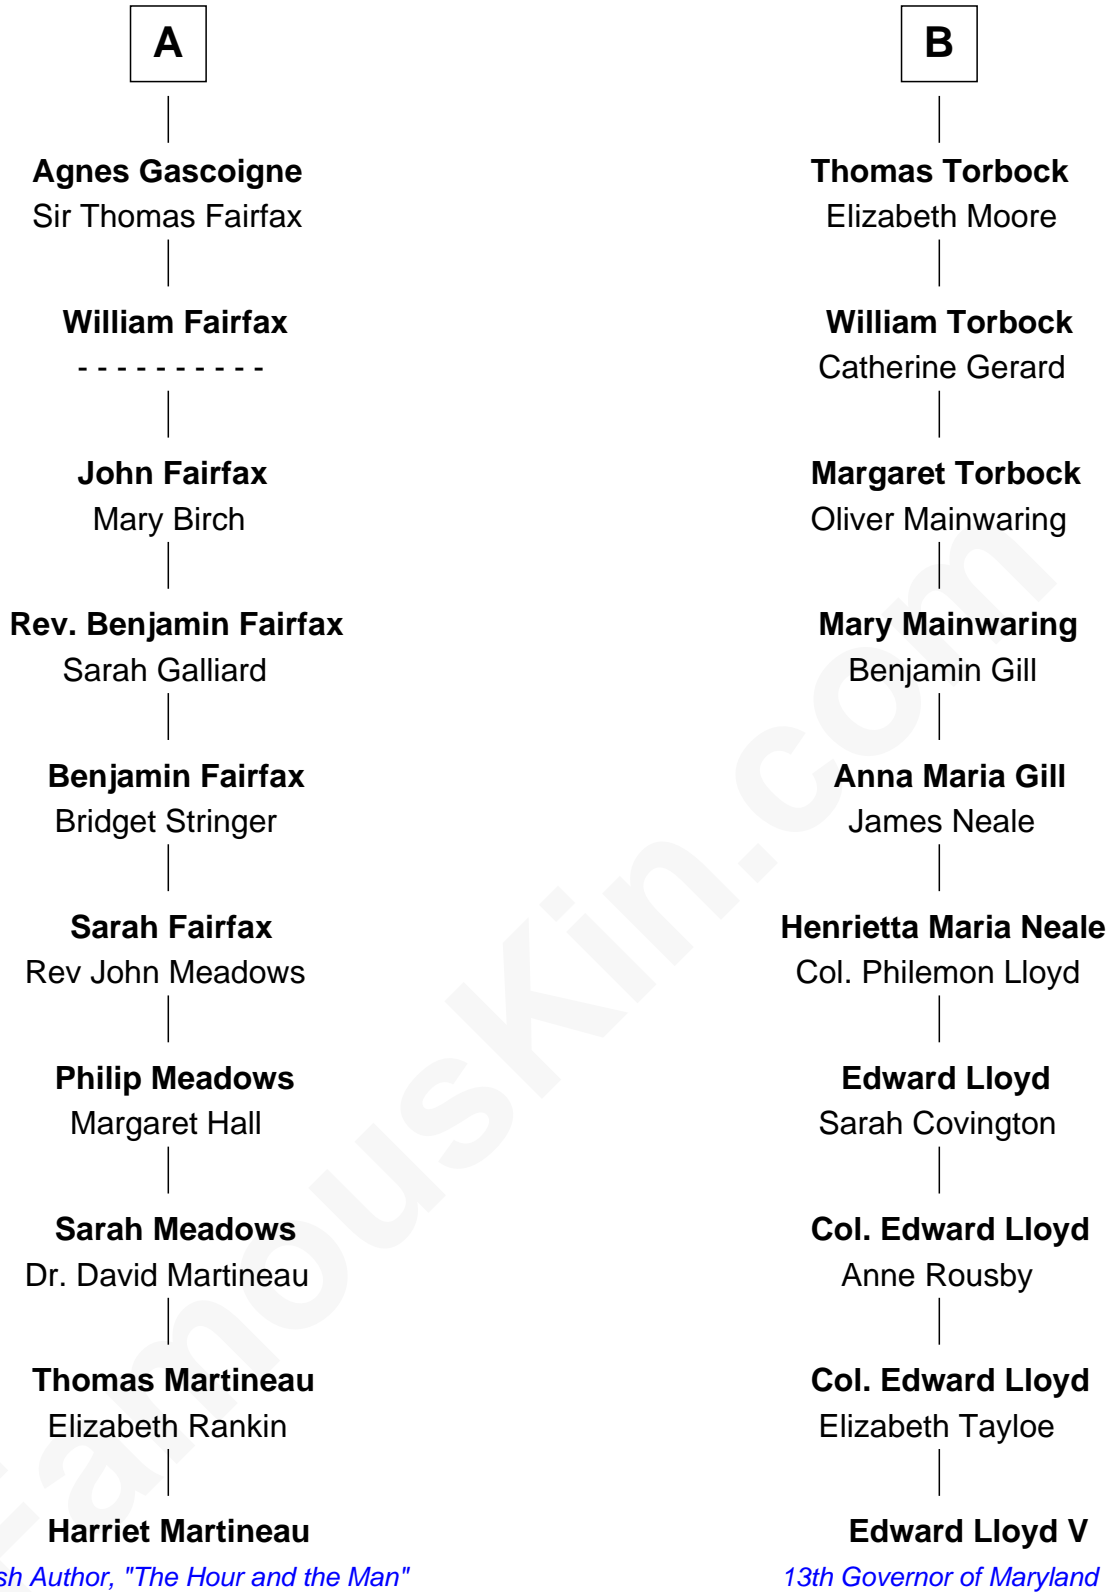 A
Agnes Gascoigne
Sir Thomas Fairfax
William Fairfax
- - - - - - - - - -
John Fairfax
Mary Birch
Rev. Benjamin Fairfax
Sarah Galliard
Benjamin Fairfax
Bridget Stringer
Sarah Fairfax
Rev John Meadows
Philip Meadows
Margaret Hall
Sarah Meadows
Dr. David Martineau
Thomas Martineau
Elizabeth Rankin
Harriet Martineau
sh Author, "The Hour and the Man"
B
Thomas Torbock
Elizabeth Moore
William Torbock
Catherine Gerard
Margaret Torbock
Oliver Mainwaring
Mary Mainwaring
Benjamin Gill
Anna Maria Gill
James Neale
Henrietta Maria Neale
Col. Philemon Lloyd
Edward Lloyd
Sarah Covington
Col. Edward Lloyd
Anne Rousby
Col. Edward Lloyd
Elizabeth Tayloe
Edward Lloyd V
13th Governor of Maryland
FamousKin.com